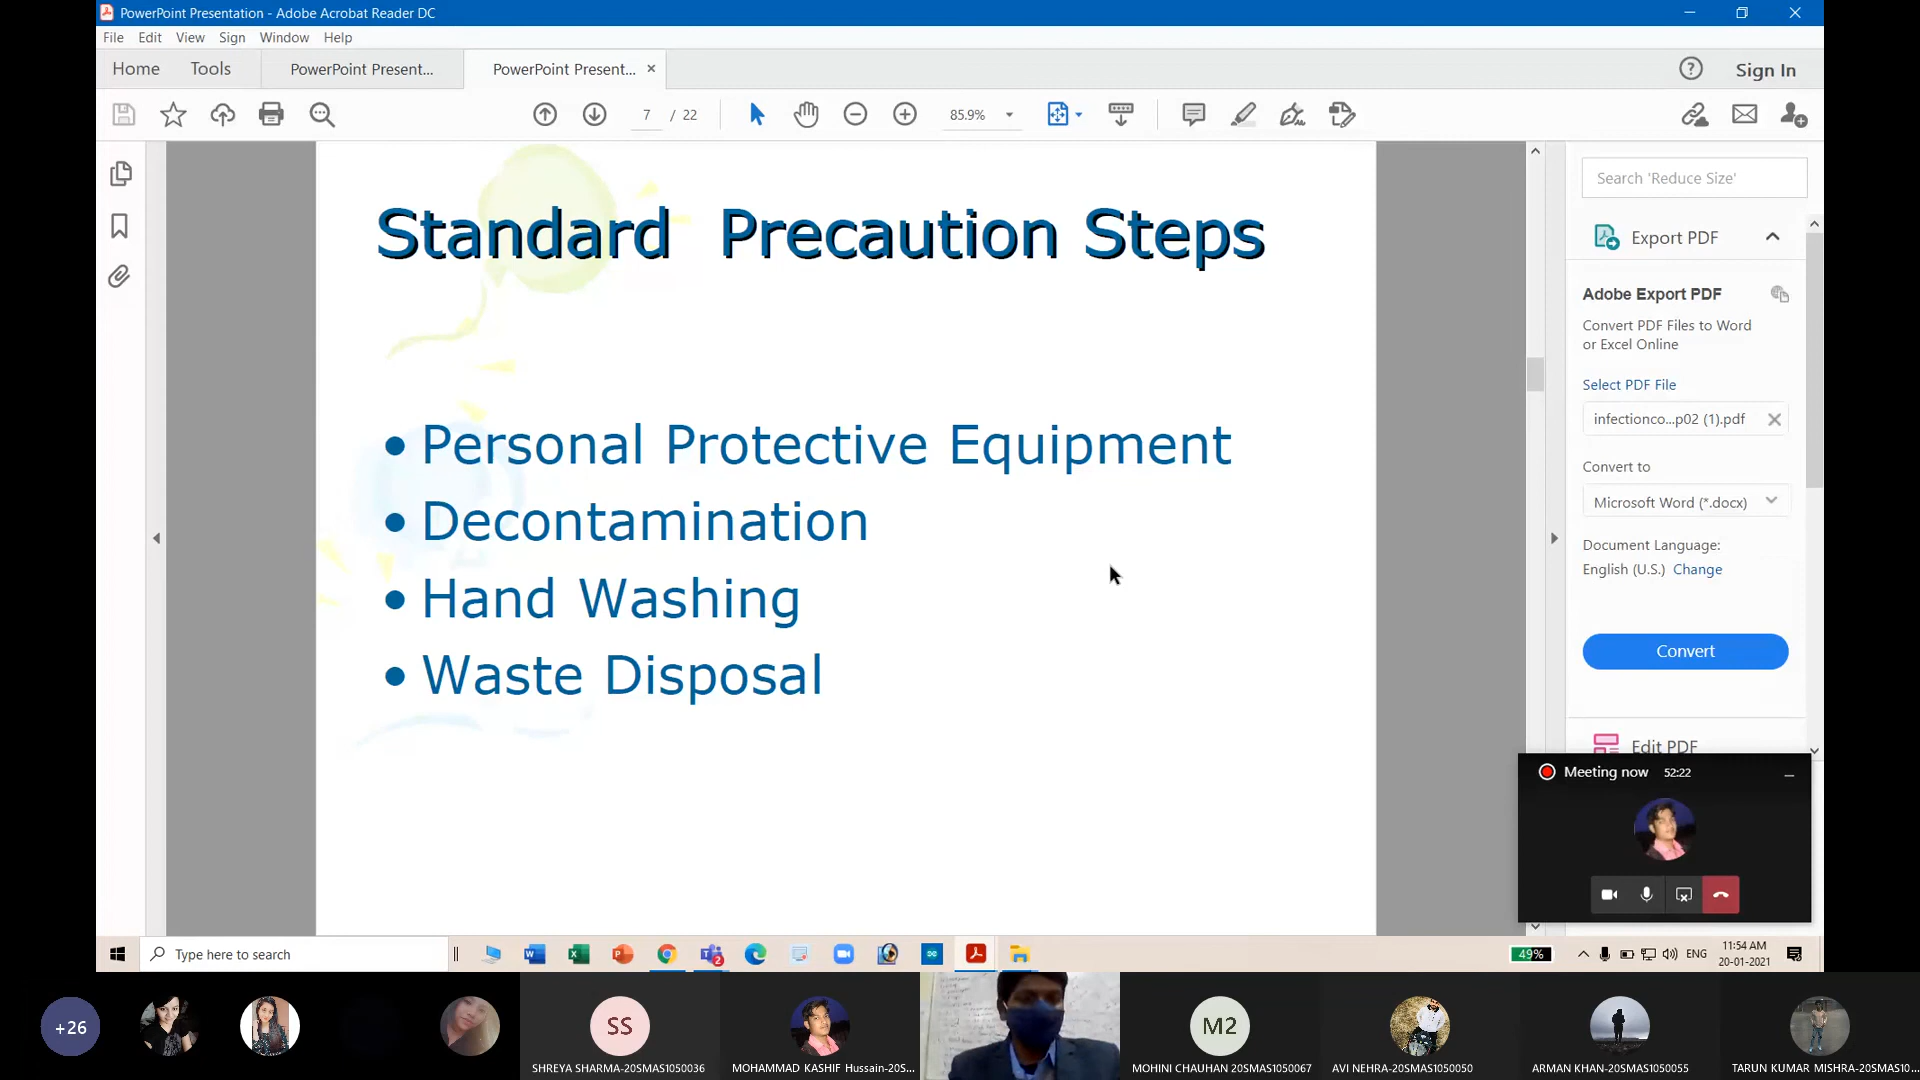 PowerPoint Presentation - Adobe Acrobat Reader DC
File Edit View Sign Window Help
Home Tools PowerPoint Present... PowerPoint Present... Sign In
7 / 22 85.9%
Standard Precaution Steps
• Personal Protective Equipment
• Decontamination
• Hand Washing
• Waste Disposal
Search 'Reduce Size'
Export PDF
Adobe Export PDF
Convert PDF Files to Word
or Excel Online
Select PDF File
infectionco...p02 (1).pdf
Convert to
Microsoft Word (*.docx)
Document Language:
English (U.S.) Change
Convert
Edit PDF
Meeting now 52:22
Type here to search
49%
ENG
11:54 AM
20-01-2021
+26
SS
M2
SHREYA SHARMA-20SMAS1050036
MOHAMMAD KASHIF Hussain-20S...
MOHINI CHAUHAN 20SMAS1050067
AVI NEHRA-20SMAS1050050
ARMAN KHAN-20SMAS1050055
TARUN KUMAR MISHRA-20SMAS10...